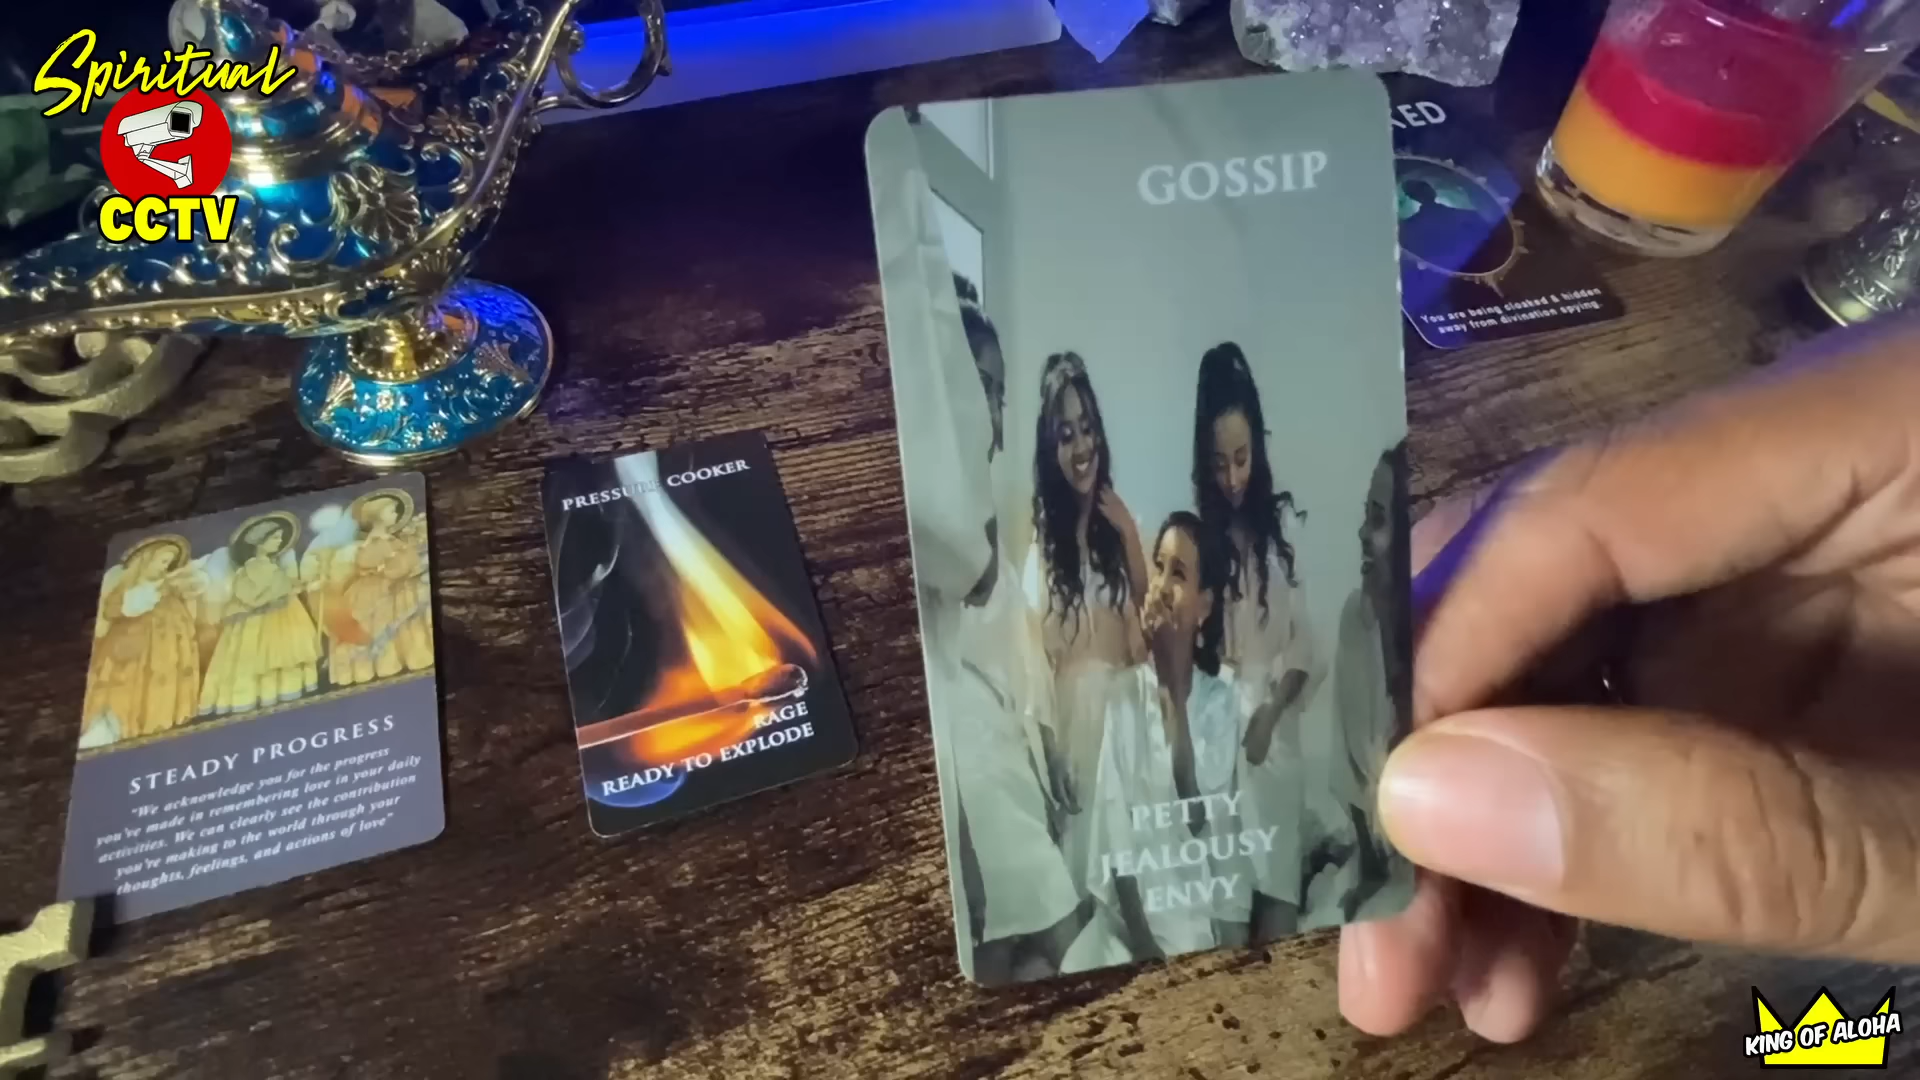 Spiritual
CCTV
GOSSIP
PETTY
JEALOUSY
ENVY
PRESSURE COOKER
RAGE
READY TO EXPLODE
STEADY PROGRESS
"We acknowledge you for the progress
you've made in remembering love in your daily
activities. We can clearly see the contribution
you're making to the world through your
thoughts, feelings, and actions of love"
You are being cloaked & hidden
away from divination spying.
KING OF ALOHA